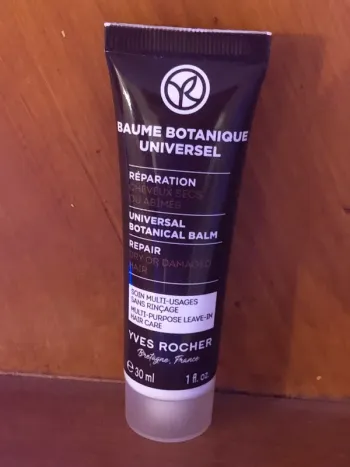 BAUME BOTANIQUE
UNIVERSEL
RÉPARATION
CHEVEUX SECS
OU ABÎMÉS
UNIVERSAL
BOTANICAL BALM
REPAIR
DRY OR DAMAGED
HAIR
SOIN MULTI-USAGES
SANS RINÇAGE
MULTI-PURPOSE LEAVE-IN
HAIR CARE
YVES ROCHER
Bretagne, France
e 30 ml 1 fl. oz.